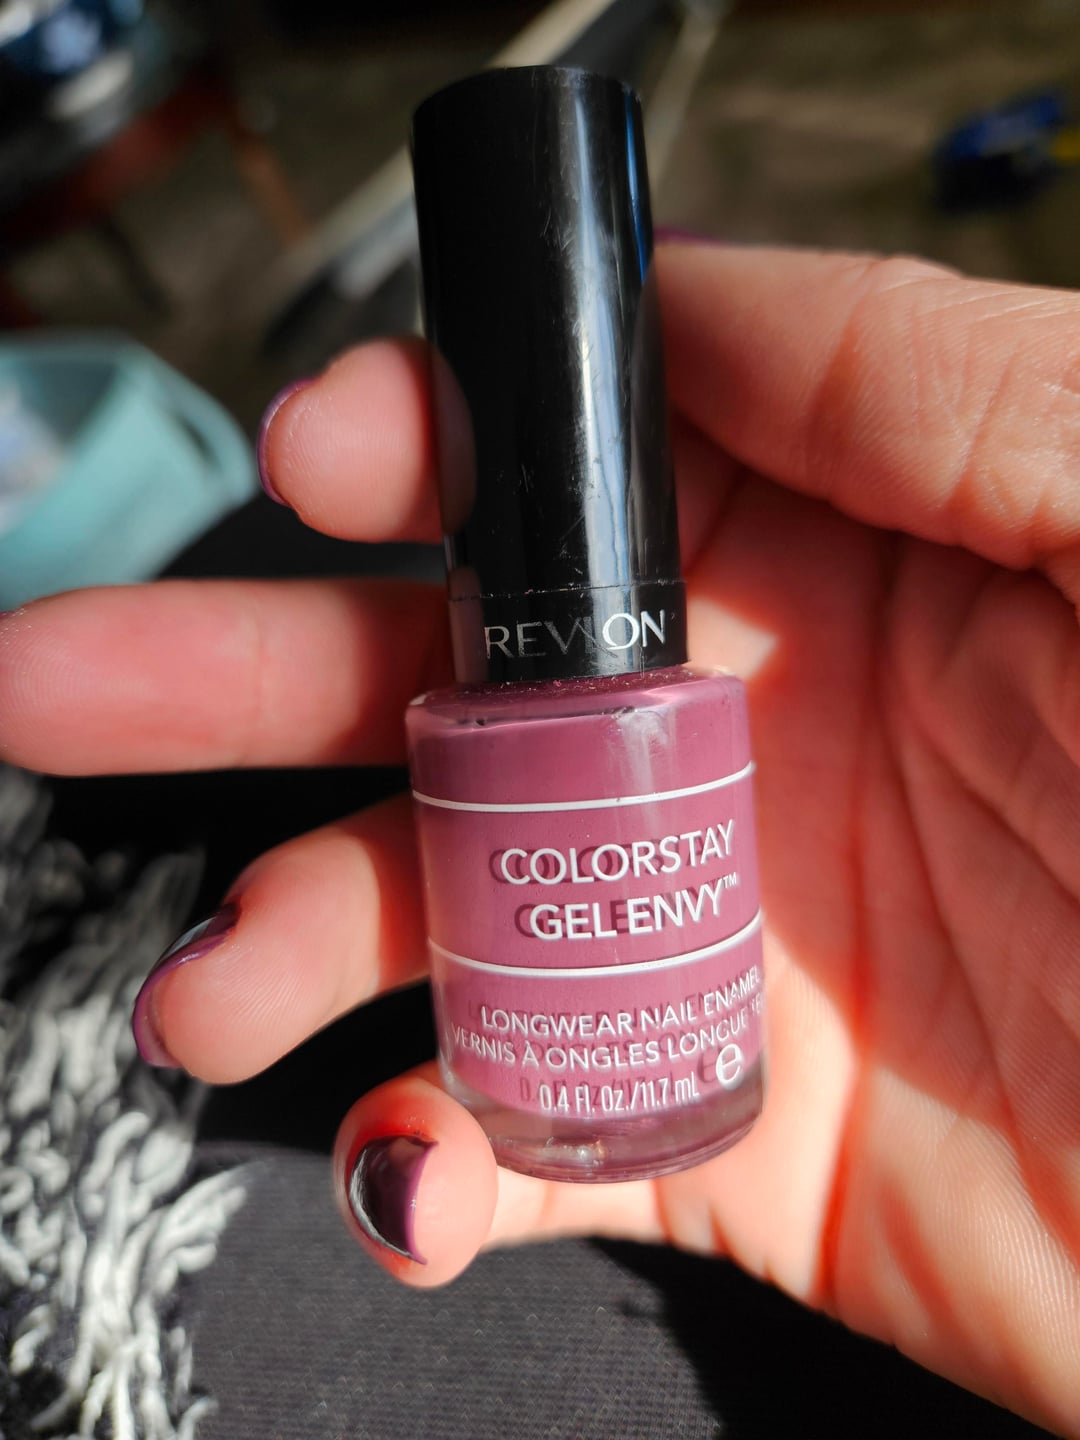 REVLON
COLORSTAY
GEL ENVY™
LONGWEAR NAIL ENAMEL
VERNIS À ONGLES LONGUE
0.4 Fl. Oz./11.7 mL ℮